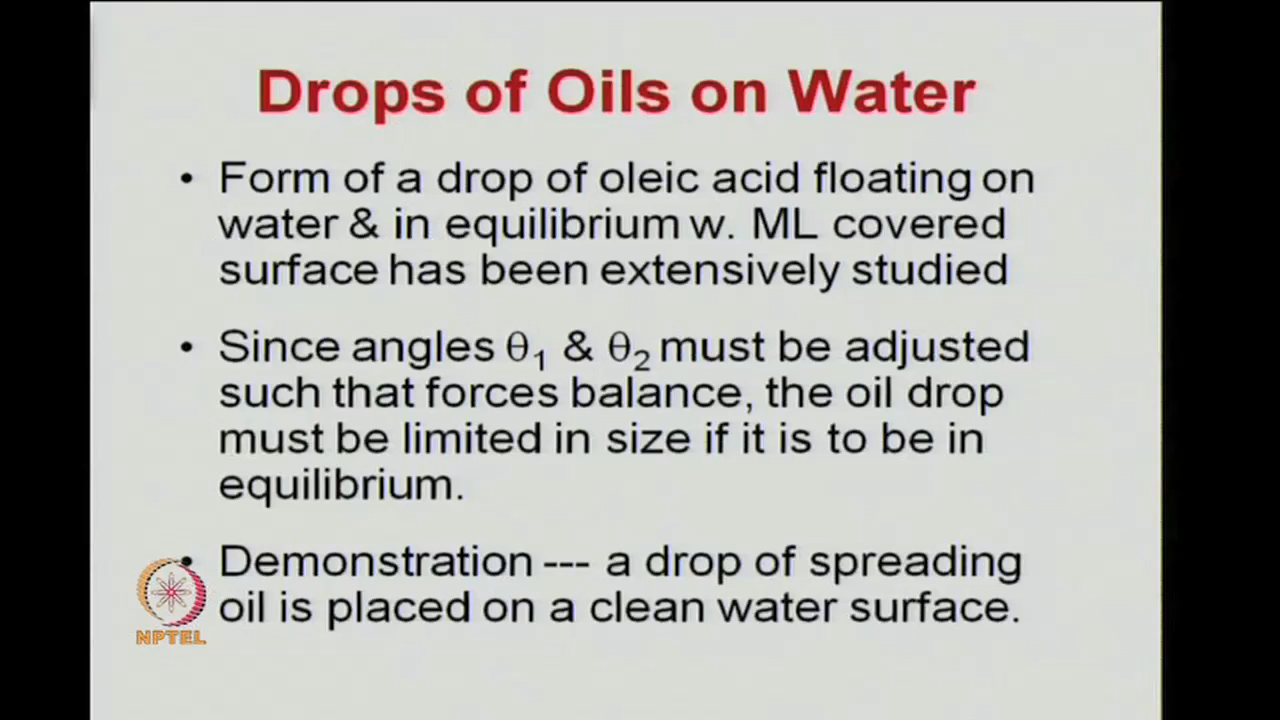 Drops of Oils on Water
• Form of a drop of oleic acid floating on
water & in equilibrium w. ML covered
surface has been extensively studied
• Since angles θ₁ & θ₂ must be adjusted
such that forces balance, the oil drop
must be limited in size if it is to be in
equilibrium.
• Demonstration --- a drop of spreading
oil is placed on a clean water surface.
NPTEL